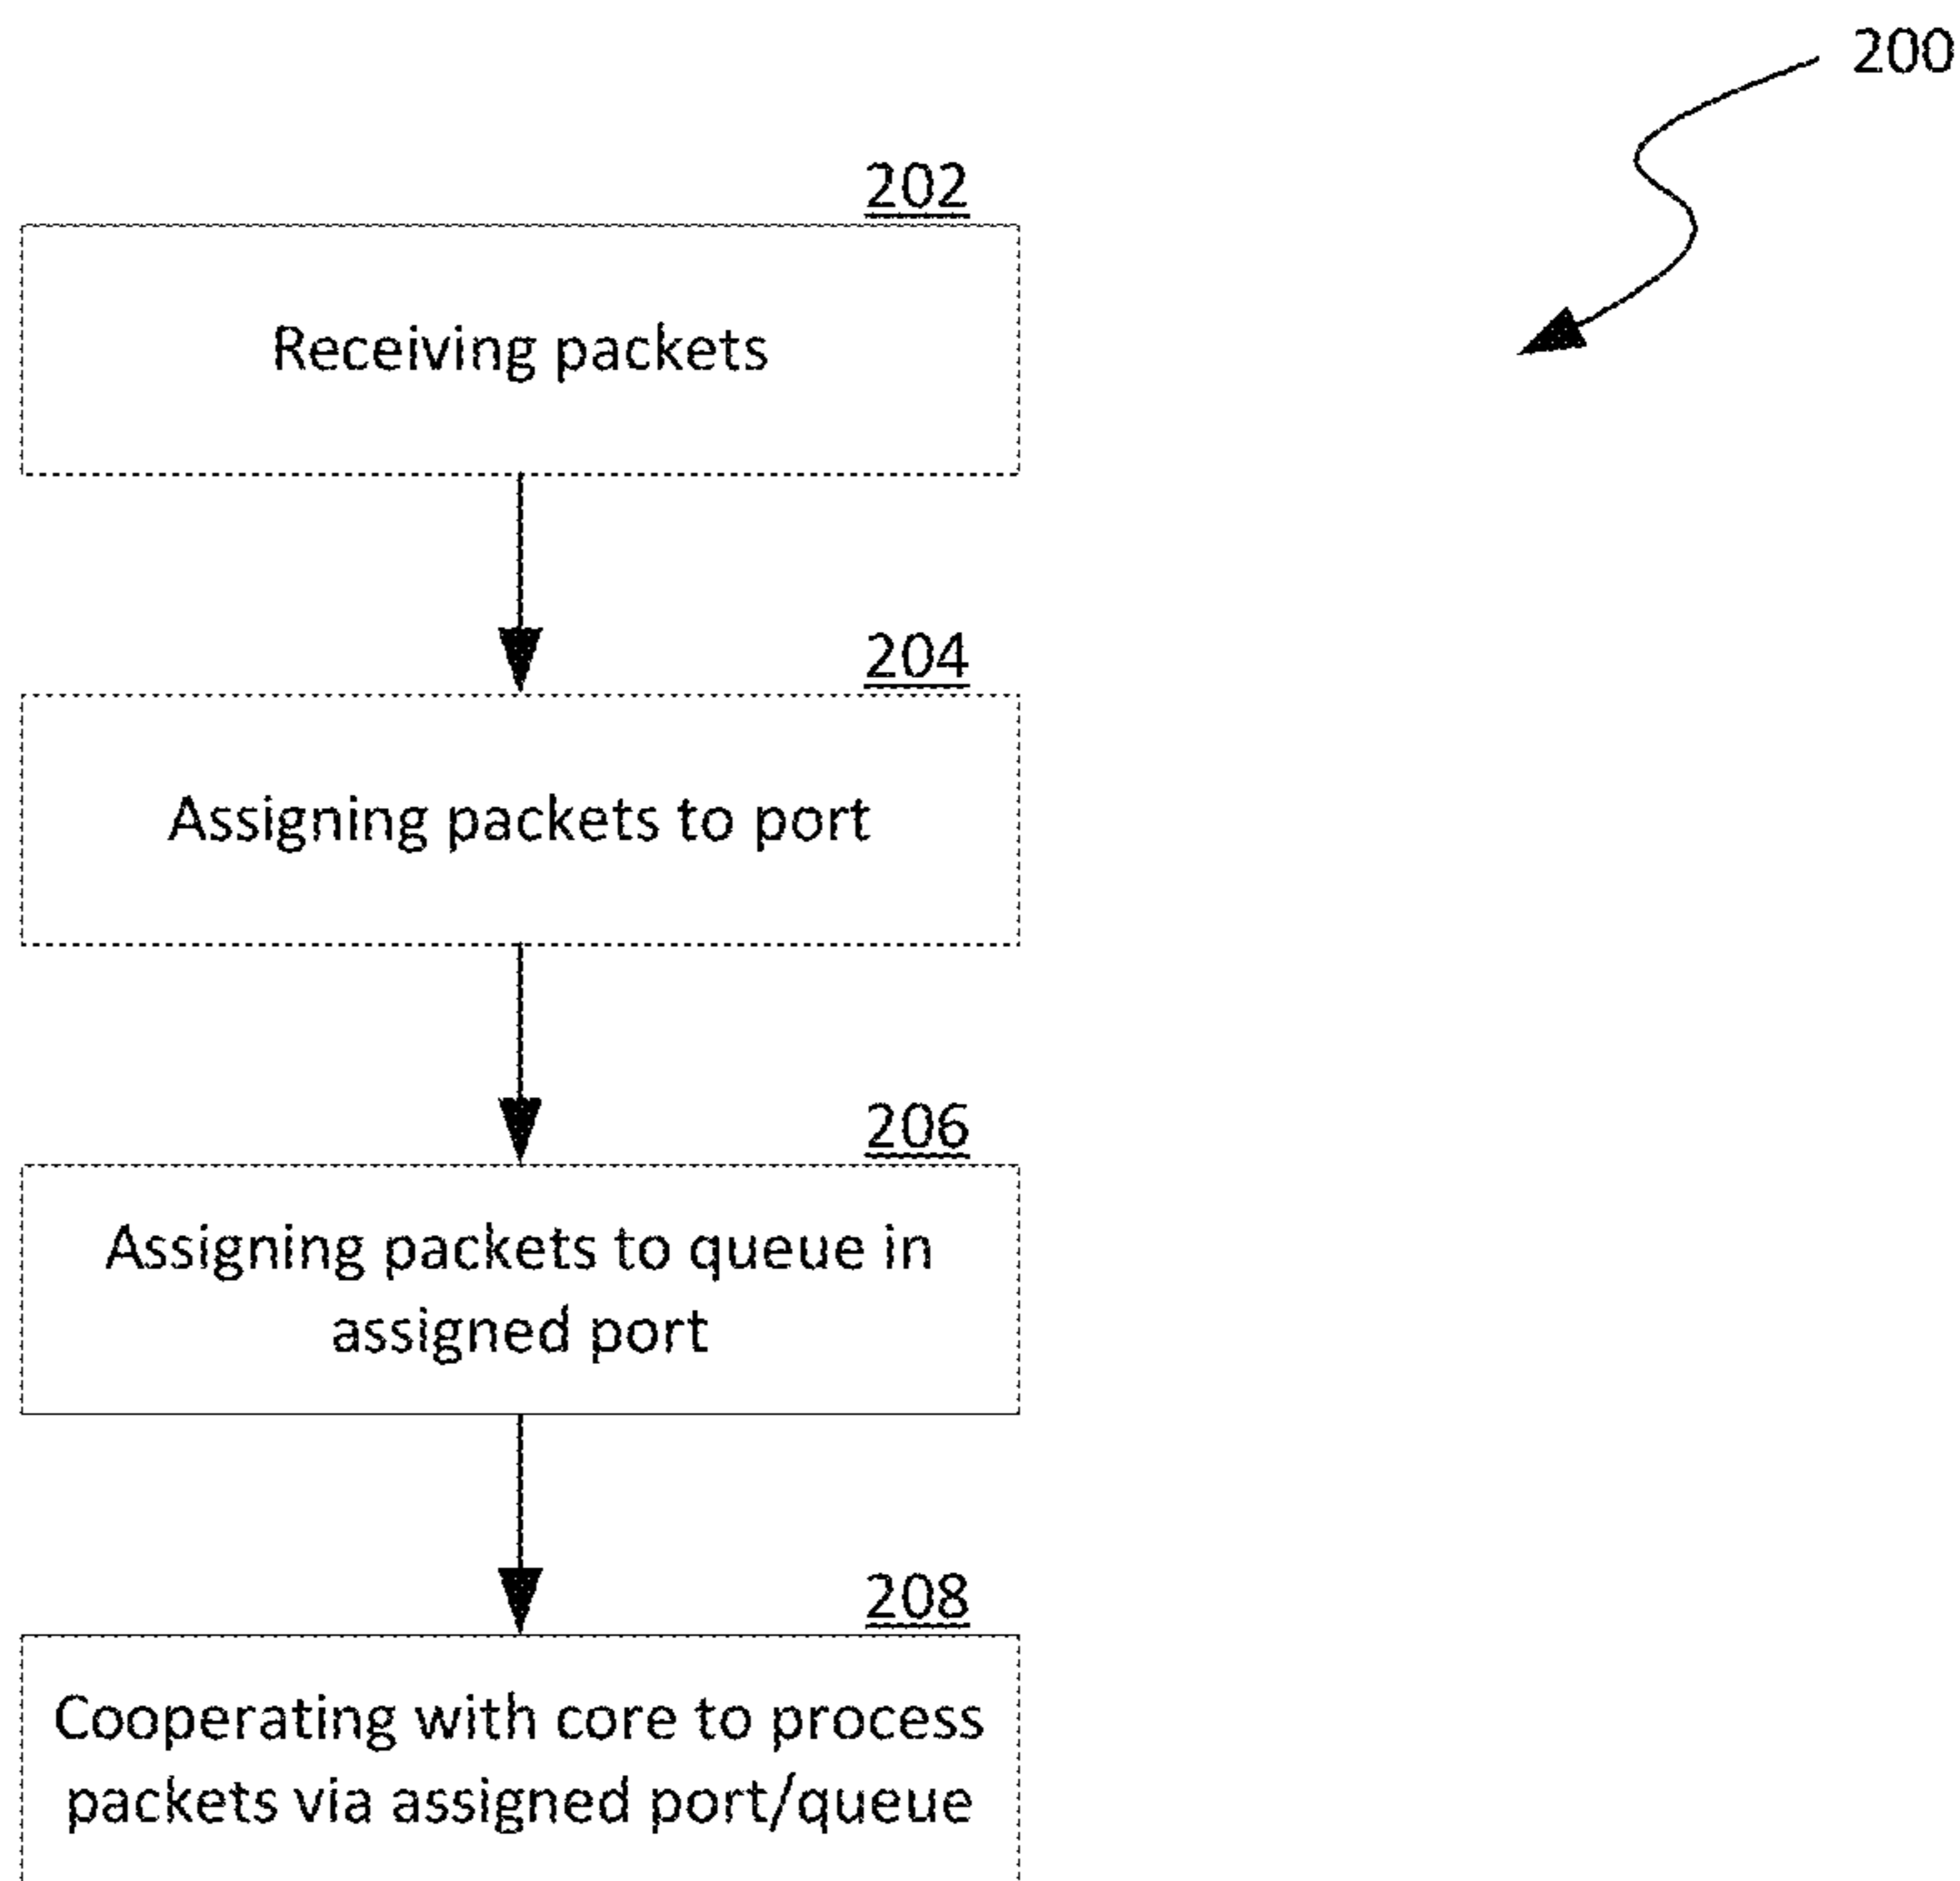 200
202
Receiving packets
204
Assigning packets to port
206
Assigning packets to queue in
assigned port
208
Cooperating with core to process
packets via assigned port/queue